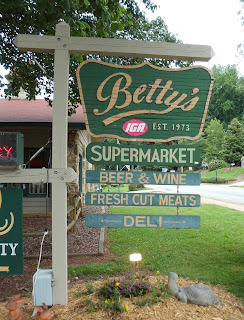 Betty's
IGA EST. 1973
SUPERMARKET
BEER & WINE
FRESH CUT MEATS
DELI